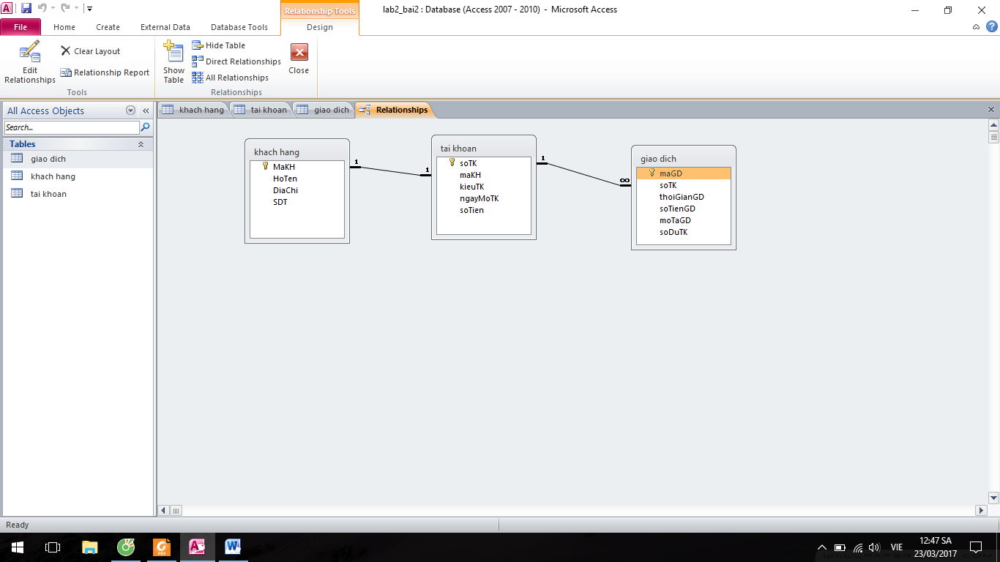 Relationship Tools
lab2_bai2 : Database (Access 2007 - 2010) - Microsoft Access
File Home Create External Data Database Tools Design
Edit Relationships
Clear Layout
Relationship Report
Tools
Show Table
Hide Table
Direct Relationships
All Relationships
Close
Relationships
All Access Objects
Search...
Tables
giao dich
khach hang
tai khoan
khach hang tai khoan giao dich Relationships
khach hang
MaKH
HoTen
DiaChi
SDT
1
1
tai khoan
soTK
maKH
kieuTK
ngayMoTK
soTien
1
∞
giao dich
maGD
soTK
thoiGianGD
soTienGD
moTaGD
soDuTK
Ready
VIE
12:47 SA
23/03/2017